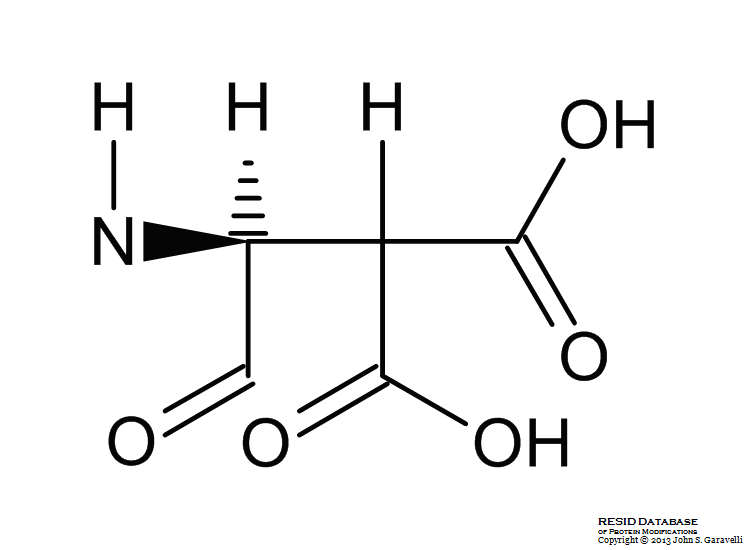 H H H OH
N
O
O O OH
RESID DATABASE
OF PROTEIN MODIFICATIONS
Copyright © 2013 John S. Garavelli